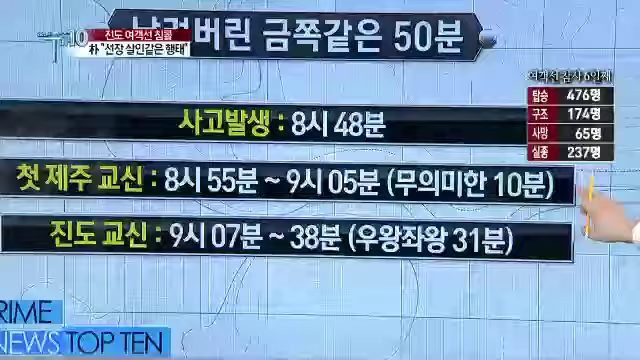 진도 여객선 침몰
朴 "선장 살인같은 행태"
날려버린 금쪽같은 50분
여객선 참사 6일째
탑승 476명
구조 174명
사망 65명
실종 237명
사고발생 : 8시 48분
첫 제주 교신 : 8시 55분 ~ 9시 05분 (무의미한 10분)
진도 교신 : 9시 07분 ~ 38분 (우왕좌왕 31분)
PRIME
NEWS TOP TEN